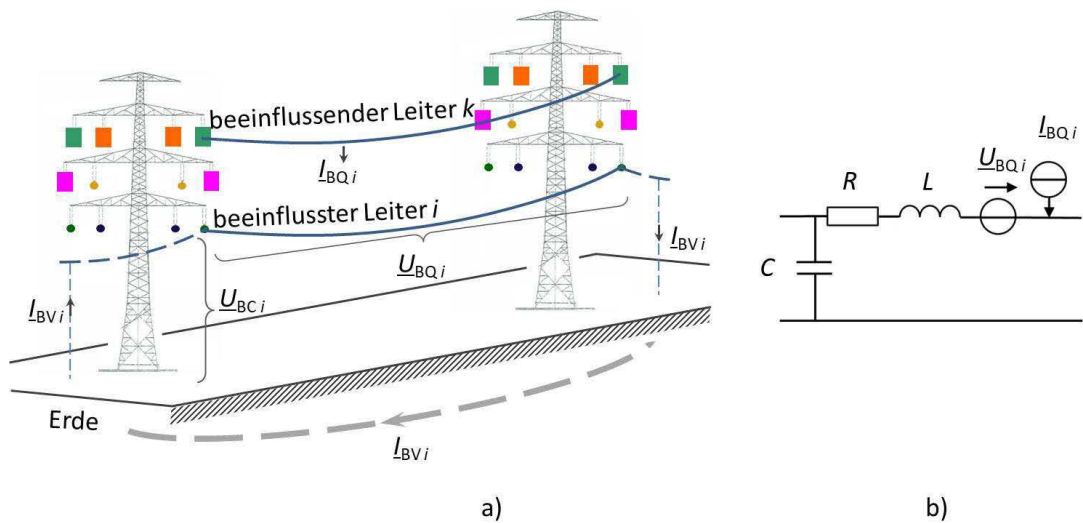 beeinflussender Leiter k
I_BQ i
beeinflusster Leiter i
U_BQ i
I_BV i
U_BC i
I_BV i
Erde
I_BV i
a)
I_BQ i
U_BQ i
R
L
C
b)